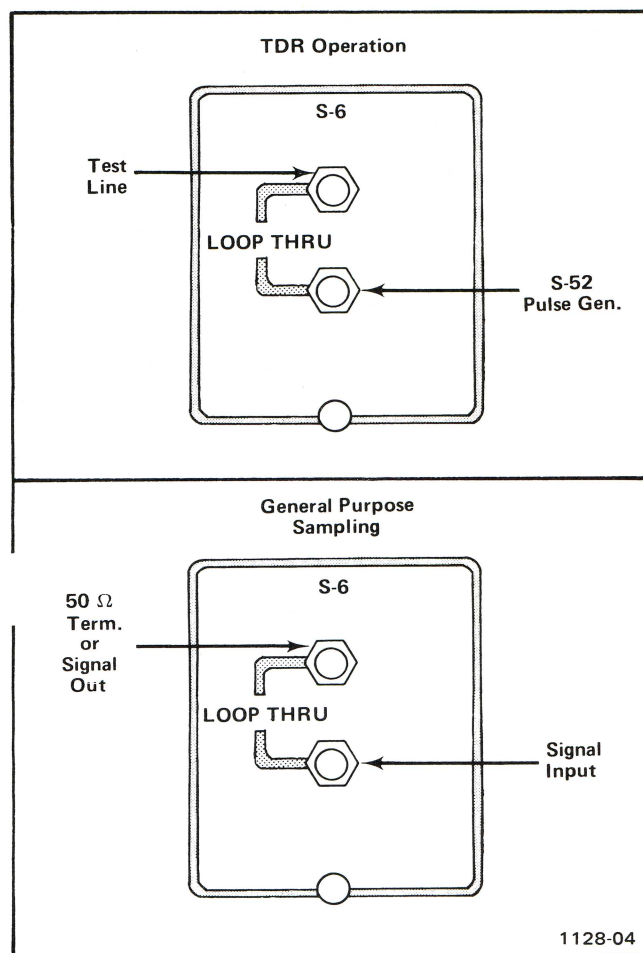 TDR Operation
S-6
Test
Line
LOOP THRU
S-52
Pulse Gen.
General Purpose
Sampling
S-6
50 Ω
Term.
or
Signal
Out
LOOP THRU
Signal
Input
1128-04